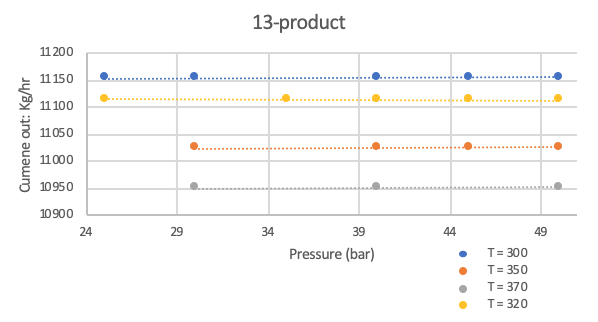 13-product
Cumene out: Kg/hr
11200
11150
11100
11050
11000
10950
10900
24 29 34 39 44 49
Pressure (bar)
T = 300
T = 350
T = 370
T = 320